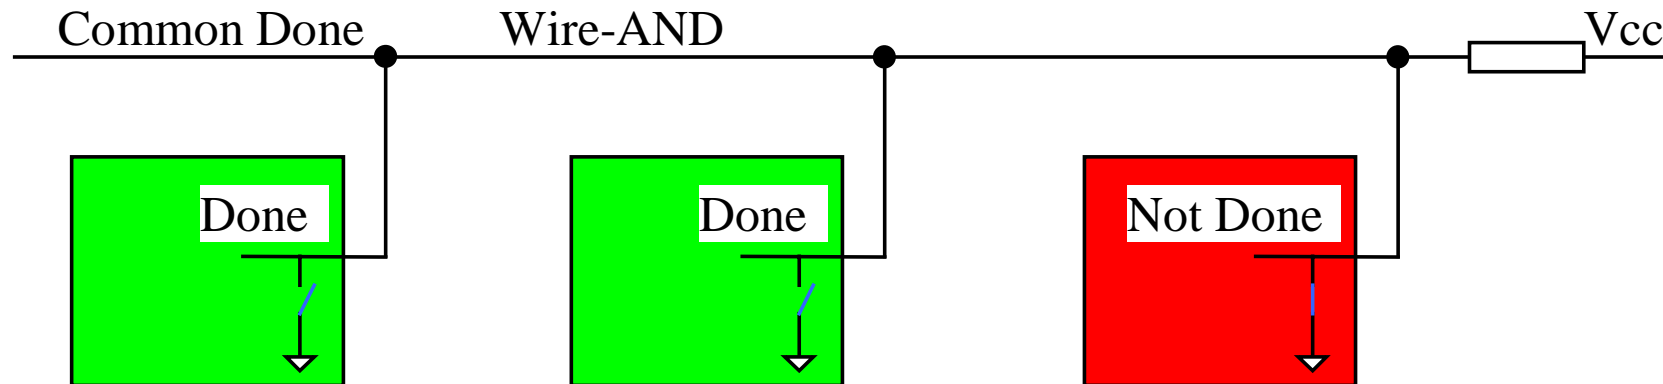 Common Done
Wire-AND
Vcc
Done
Done
Not Done